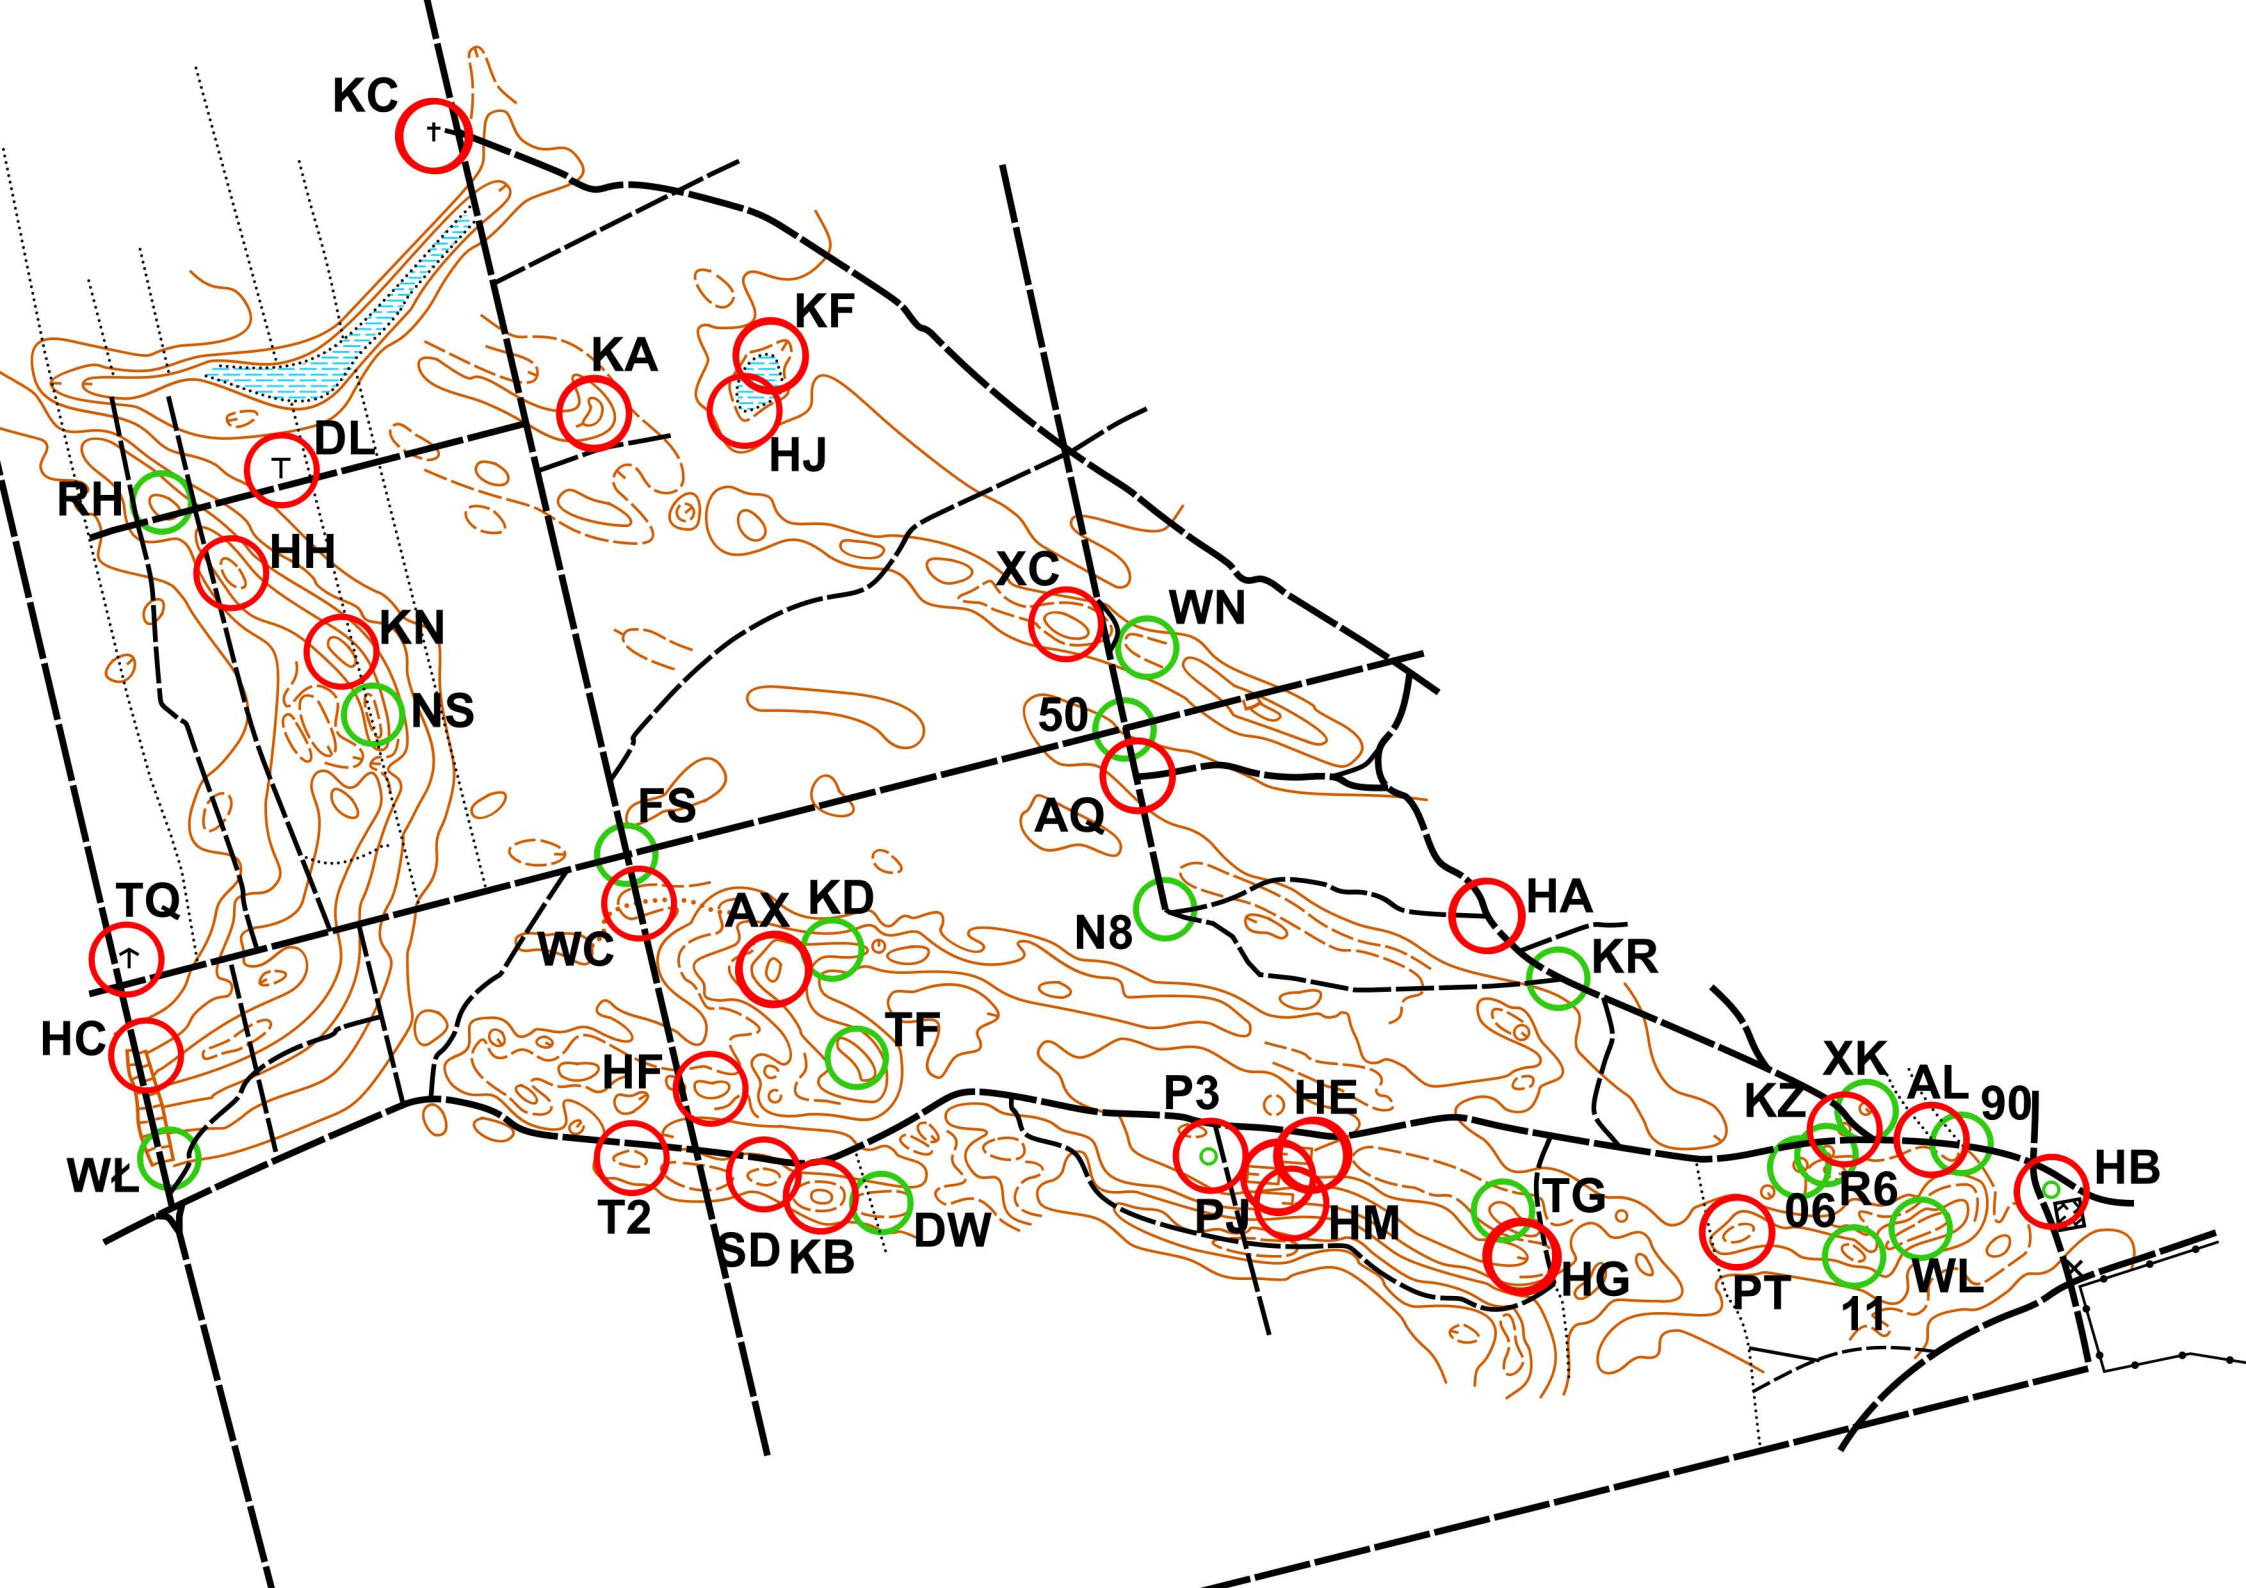 KC
KF
KA
HJ
DL
RH
HH
XC
WN
KN
NS
50
FS
AQ
TQ
AX
KD
HA
WC
N8
KR
HC
TF
HF
XK
P3
HE
KZ
AL
90
WŁ
HB
TG
06
R6
T2
PJ
HM
DW
SD
KB
HG
PT
11
WL